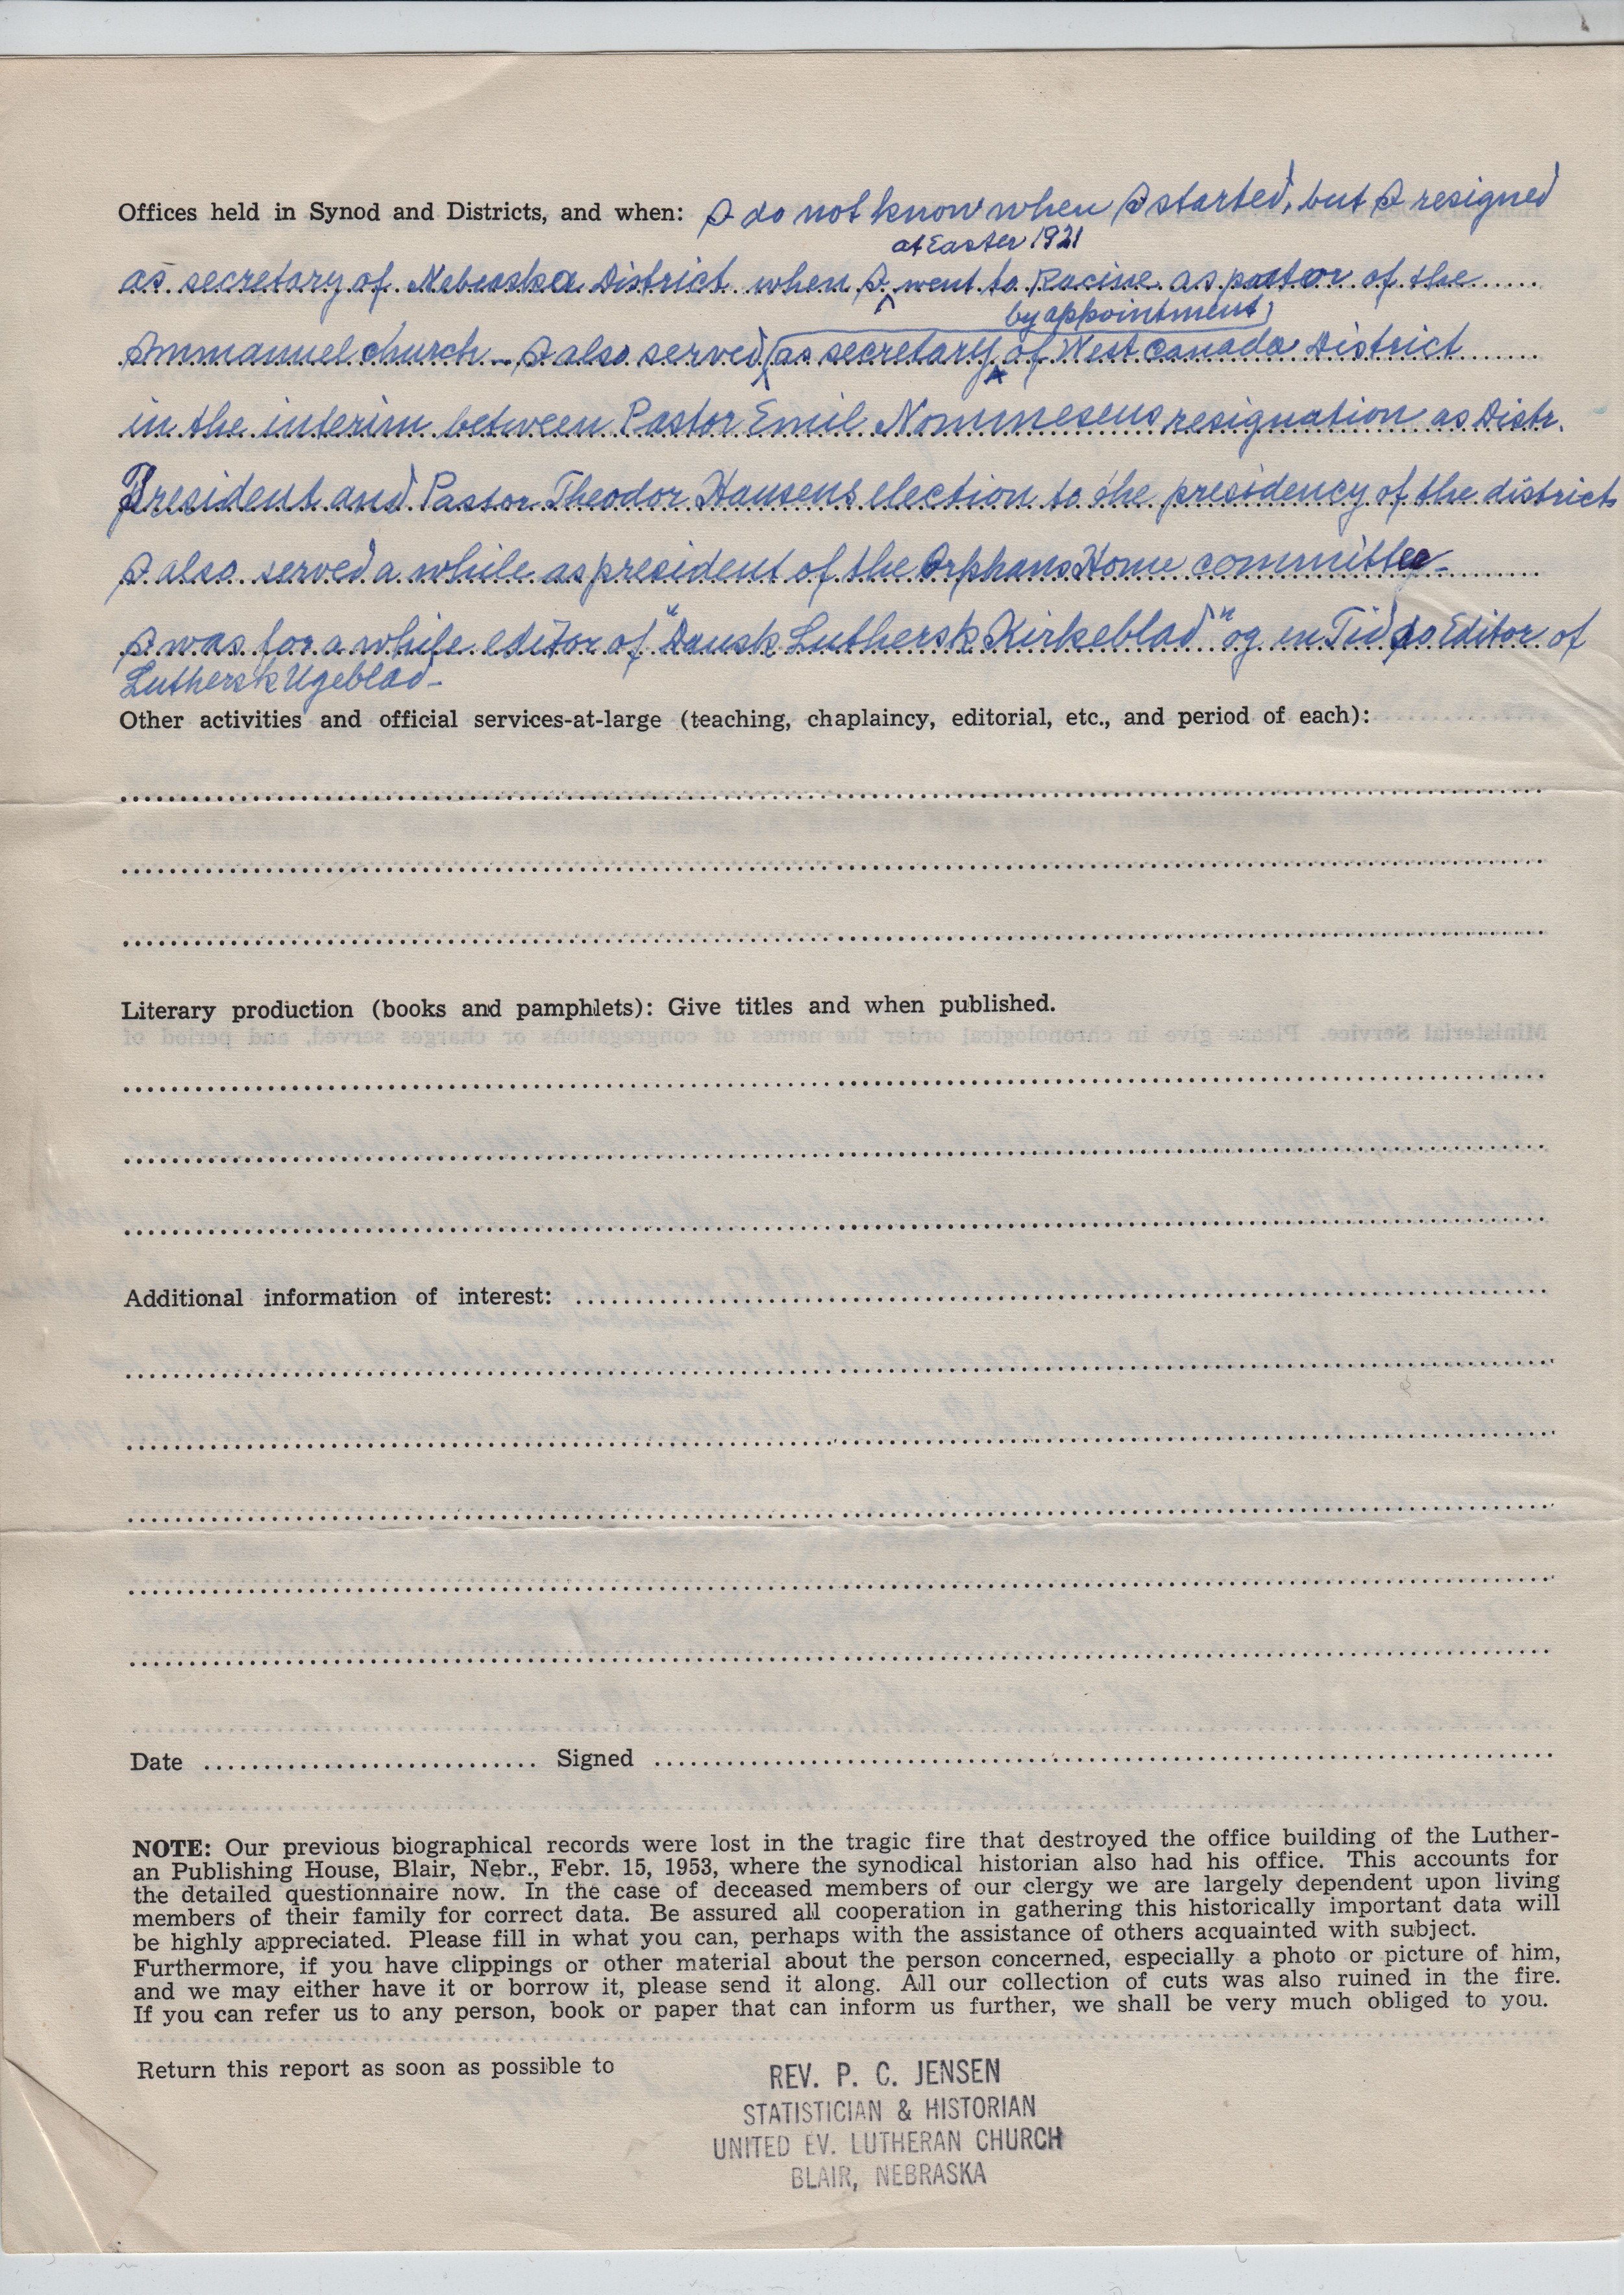 Offices held in Synod and Districts, and when: I do not know when I started, but I resigned
at Easter 1921
as secretary of Nebraska District when I went to Racine as pastor of the
by appointment
Immanuel church - I also served (as secretary of West Canada District
in the interim between Pastor Emil Nommesens resignation as Distr.
President and Pastor Theodor Hansens election to the presidency of the district
I also served a while as president of the Orphans Home committee-
I was for a while editor of "Dansk Luthersk Kirkeblad" og en Tid Editor of
Luthersk Ugeblad-
Other activities and official services-at-large (teaching, chaplaincy, editorial, etc., and period of each):
Literary production (books and pamphlets): Give titles and when published.
Additional information of interest:
Date Signed
NOTE: Our previous biographical records were lost in the tragic fire that destroyed the office building of the Luther-
an Publishing House, Blair, Nebr., Febr. 15, 1953, where the synodical historian also had his office. This accounts for
the detailed questionnaire now. In the case of deceased members of our clergy we are largely dependent upon living
members of their family for correct data. Be assured all cooperation in gathering this historically important data will
be highly appreciated. Please fill in what you can, perhaps with the assistance of others acquainted with subject.
Furthermore, if you have clippings or other material about the person concerned, especially a photo or picture of him,
and we may either have it or borrow it, please send it along. All our collection of cuts was also ruined in the fire.
If you can refer us to any person, book or paper that can inform us further, we shall be very much obliged to you.
Return this report as soon as possible to
REV. P. C. JENSEN
STATISTICIAN & HISTORIAN
UNITED EV. LUTHERAN CHURCH
BLAIR, NEBRASKA